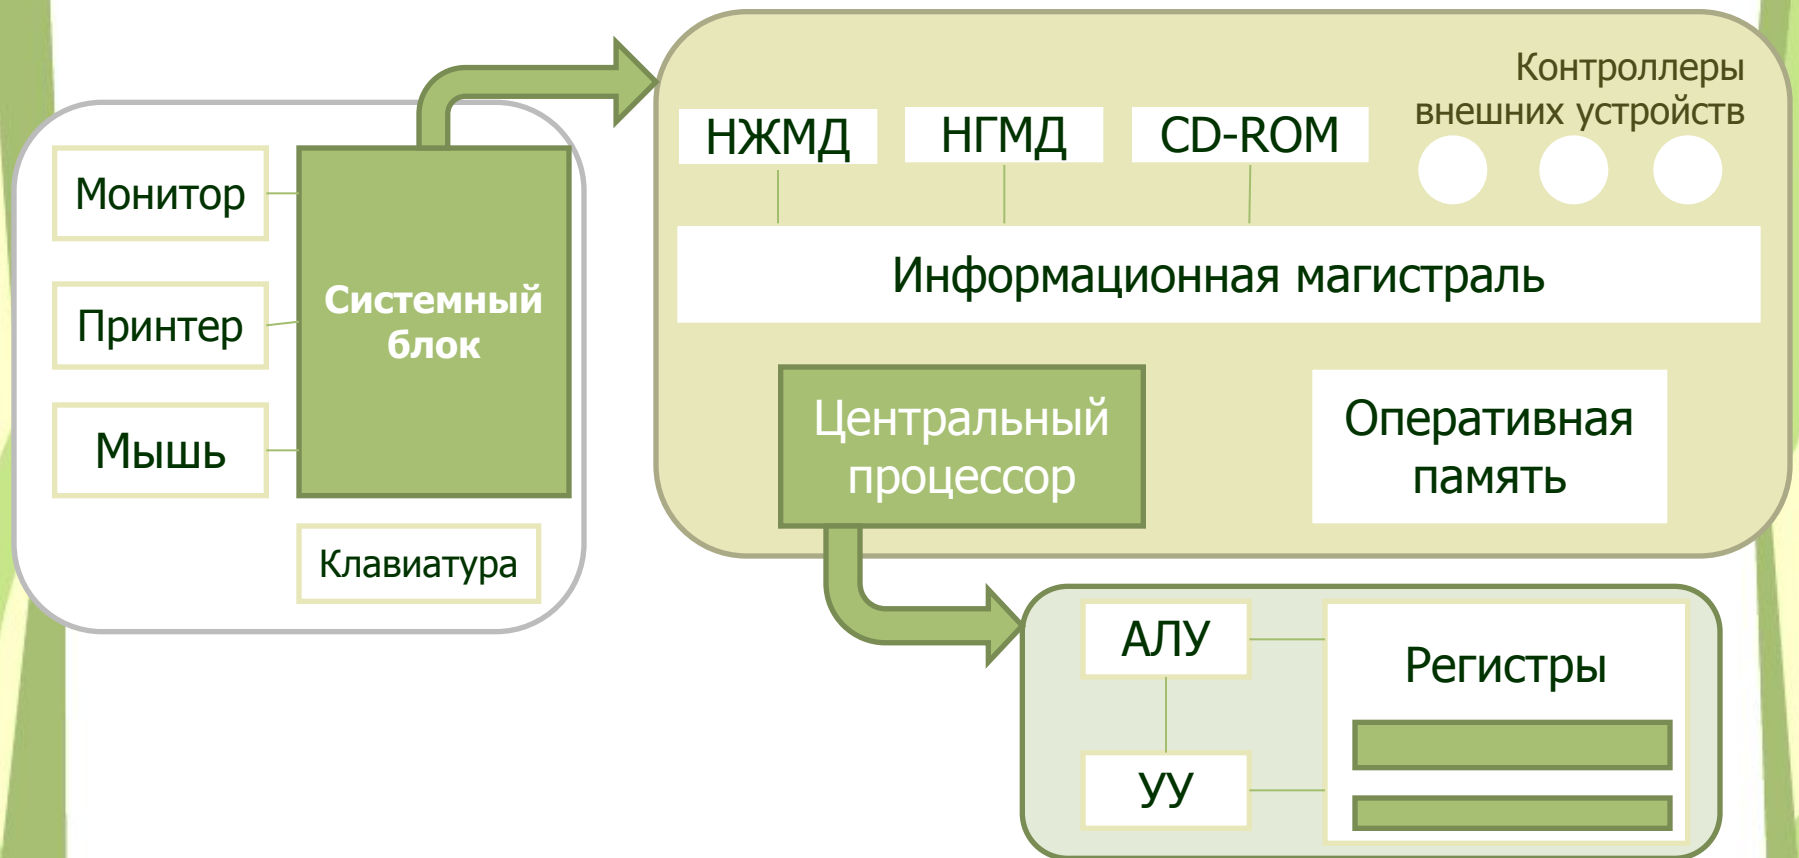 Монитор
Принтер
Мышь
Системный
блок
Клавиатура
Контроллеры
внешних устройств
НЖМД
НГМД
CD-ROM
Информационная магистраль
Центральный
процессор
Оперативная
память
АЛУ
УУ
Регистры